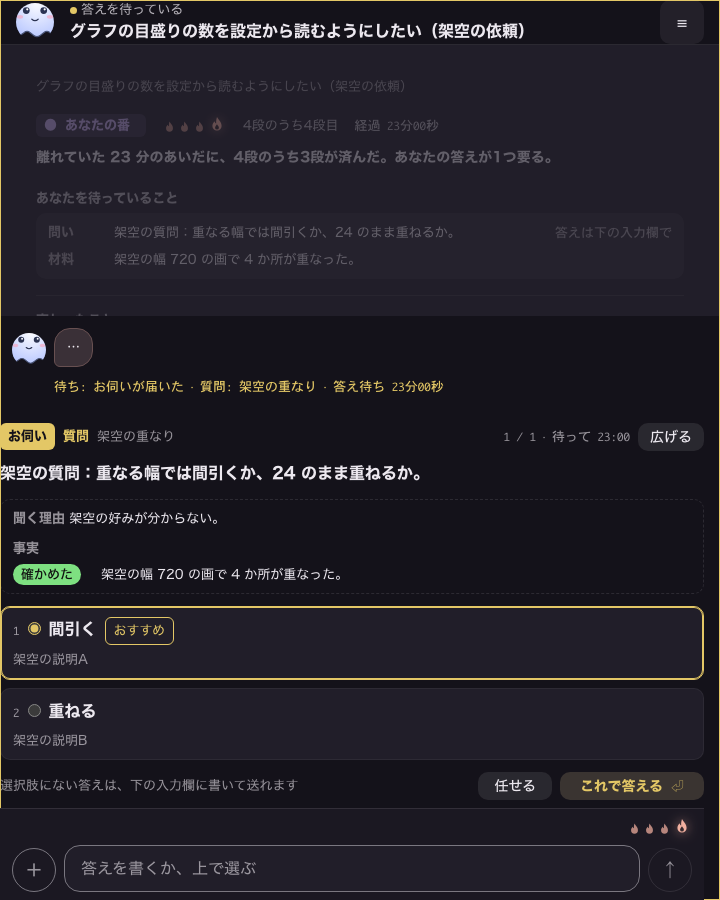 答えを待っている
グラフの目盛りの数を設定から読むようにしたい（架空の依頼）
グラフの目盛りの数を設定から読むようにしたい（架空の依頼）
あなたの番 4段のうち4段目 経過 23分00秒
離れていた 23 分のあいだに、4段のうち3段が済んだ。あなたの答えが1つ要る。
あなたを待っていること
問い 架空の質問：重なる幅では間引くか、24 のまま重ねるか。 答えは下の入力欄で
材料 架空の幅 720 の画で 4 か所が重なった。
…
待ち: お伺いが届いた · 質問: 架空の重なり · 答え待ち 23分00秒
お伺い 質問 架空の重なり 1 / 1 · 待って 23:00 広げる
架空の質問：重なる幅では間引くか、24 のまま重ねるか。
聞く理由 架空の好みが分からない。
事実
確かめた 架空の幅 720 の画で 4 か所が重なった。
1 間引く おすすめ
架空の説明A
2 重ねる
架空の説明B
選択肢にない答えは、下の入力欄に書いて送れます 任せる これで答える ⏎
答えを書くか、上で選ぶ